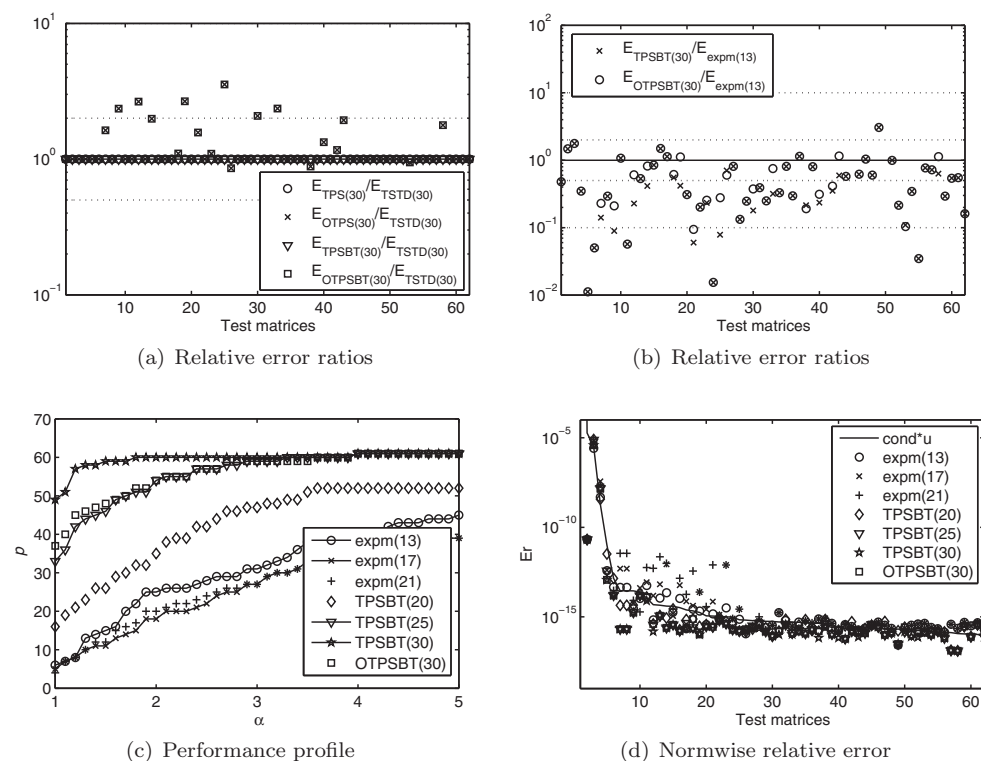 10^1
10^0
10^-1
10 20 30 40 50 60
Test matrices
E_TPS(30)/E_TSTD(30)
E_OTPS(30)/E_TSTD(30)
E_TPSBT(30)/E_TSTD(30)
E_OTPSBT(30)/E_TSTD(30)
(a) Relative error ratios
10^2
10^1
10^0
10^-1
10^-2
10 20 30 40 50 60
Test matrices
E_TPSBT(30)/E_expm(13)
E_OTPSBT(30)/E_expm(13)
(b) Relative error ratios
70
60
50
40
30
20
10
0
p
1 2 3 4 5
α
expm(13)
expm(17)
expm(21)
TPSBT(20)
TPSBT(25)
TPSBT(30)
OTPSBT(30)
(c) Performance profile
10^-5
10^-10
10^-15
Er
10 20 30 40 50 60
Test matrices
cond*u
expm(13)
expm(17)
expm(21)
TPSBT(20)
TPSBT(25)
TPSBT(30)
OTPSBT(30)
(d) Normwise relative error